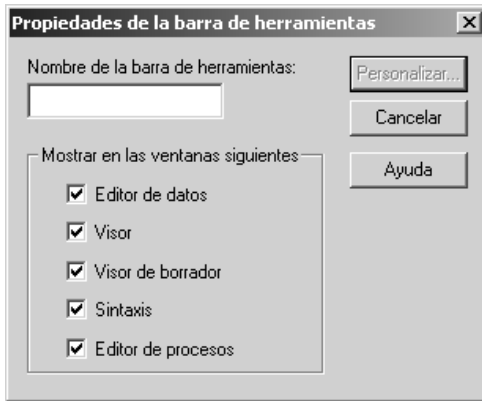 Propiedades de la barra de herramientas
Nombre de la barra de herramientas:
Personalizar...
Cancelar
Ayuda
Mostrar en las ventanas siguientes
Editor de datos
Visor
Visor de borrador
Sintaxis
Editor de procesos